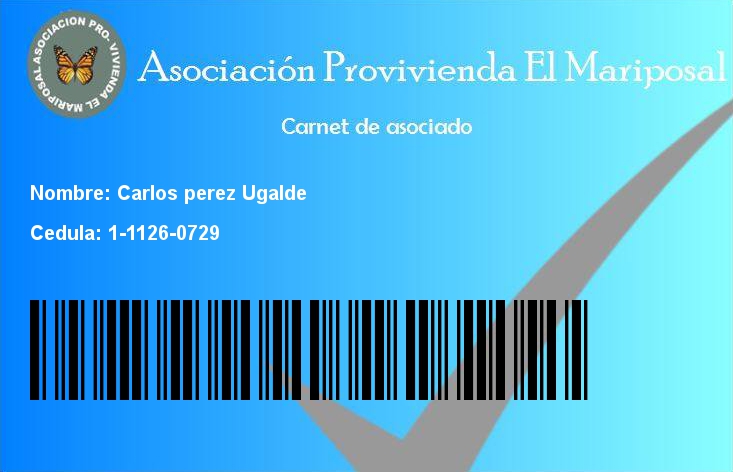 ASOCIACION PRO. VIVIENDA EL MARIPOSAL
Asociación Provivienda El Mariposal
Carnet de asociado
Nombre: Carlos perez Ugalde
Cedula: 1-1126-0729